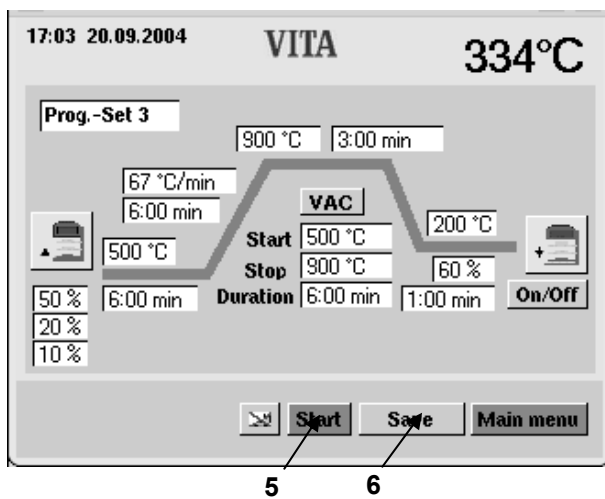 17:03 20.09.2004 VITA 334°C
Prog.-Set 3
900 °C 3:00 min
67 °C/min
6:00 min
VAC
500 °C
Start 500 °C
200 °C
Stop 900 °C
60 %
50 % 6:00 min
Duration 6:00 min
1:00 min
On/Off
20 %
10 %
Start Save Main menu
5 6